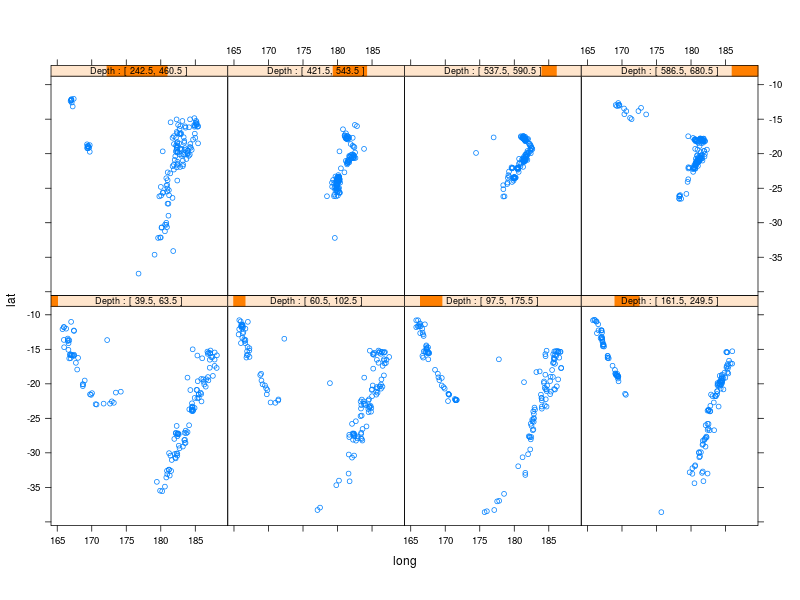 165 170 175 180 185 165 170 175 180 185
Depth : [ 242.5, 460.5 ] Depth : [ 421.5, 543.5 ] Depth : [ 537.5, 590.5 ] Depth : [ 586.5, 680.5 ]
-10
-15
-20
-25
-30
-35
Depth : [ 39.5, 63.5 ] Depth : [ 60.5, 102.5 ] Depth : [ 97.5, 175.5 ] Depth : [ 161.5, 249.5 ]
-10
-15
-20
-25
-30
-35
165 170 175 180 185 165 170 175 180 185
long
lat